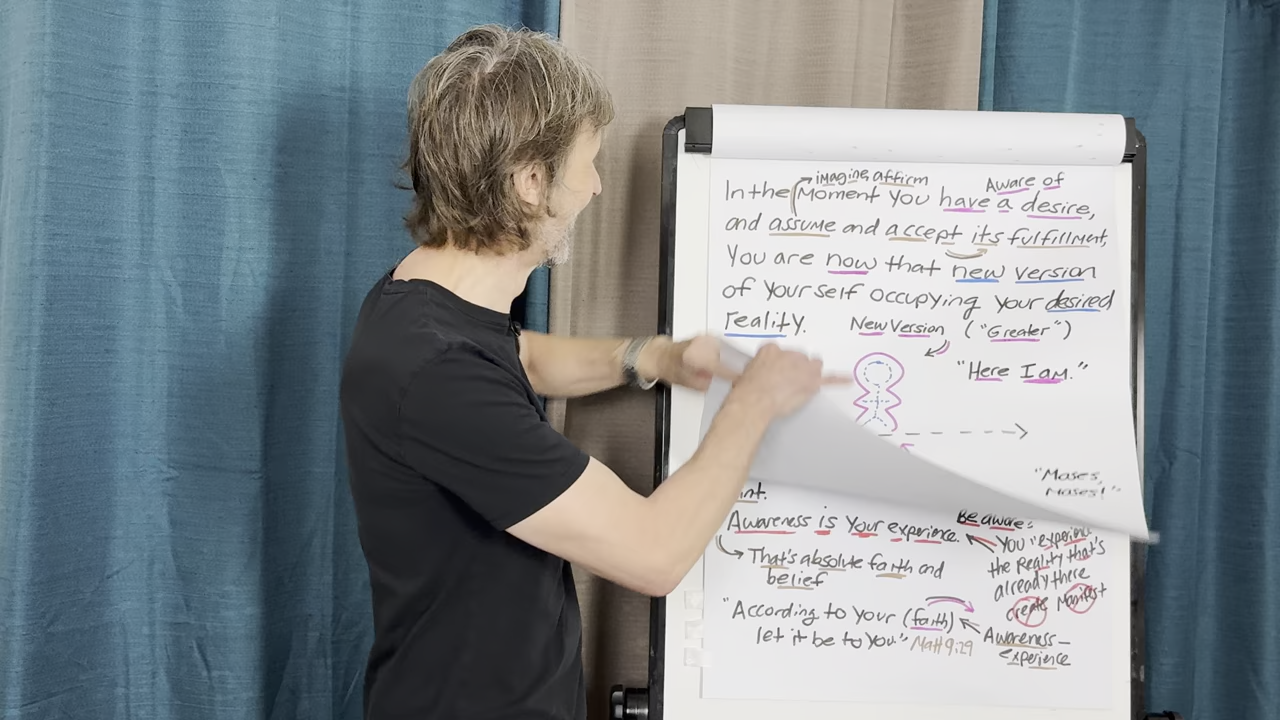 imagine, affirm
Aware of
In the Moment You have a desire,
and assume and accept its fulfillment,
You are now that new version
of Yourself occupying your desired
reality.
New Version ("Greater")
"Here I am."
"Moses,
Moses!"
Be aware:
Awareness is Your experience.
You "experience
the Reality that's
already there
create Manifest
That's absolute faith and
belief
"According to your (faith)
let it be to You" Matt 9:29
Awareness-
experience